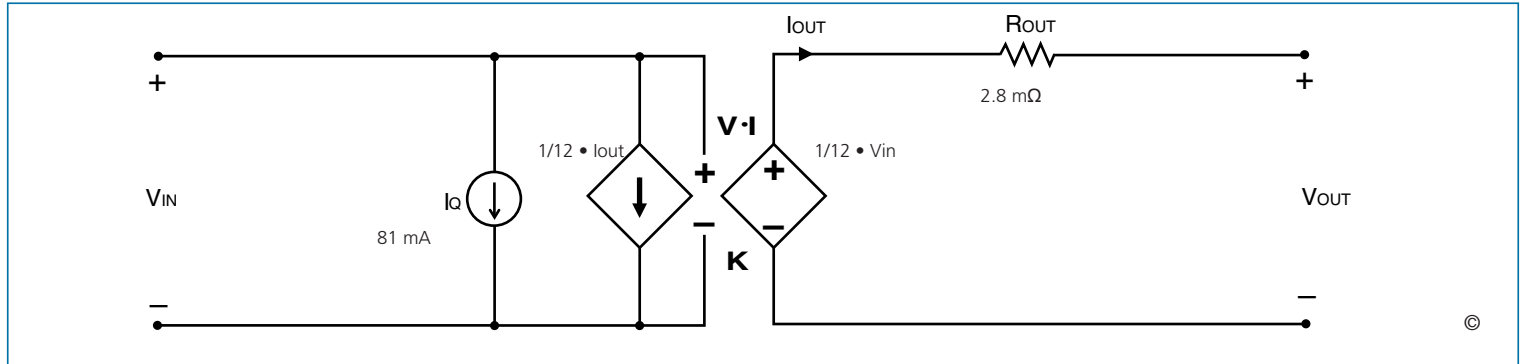 IOUT
ROUT
2.8 mΩ
+
+
V•I
1/12 • Iout
+
+
1/12 • Vin
VIN
IQ
VOUT
81 mA
–
–
K
–
–
©